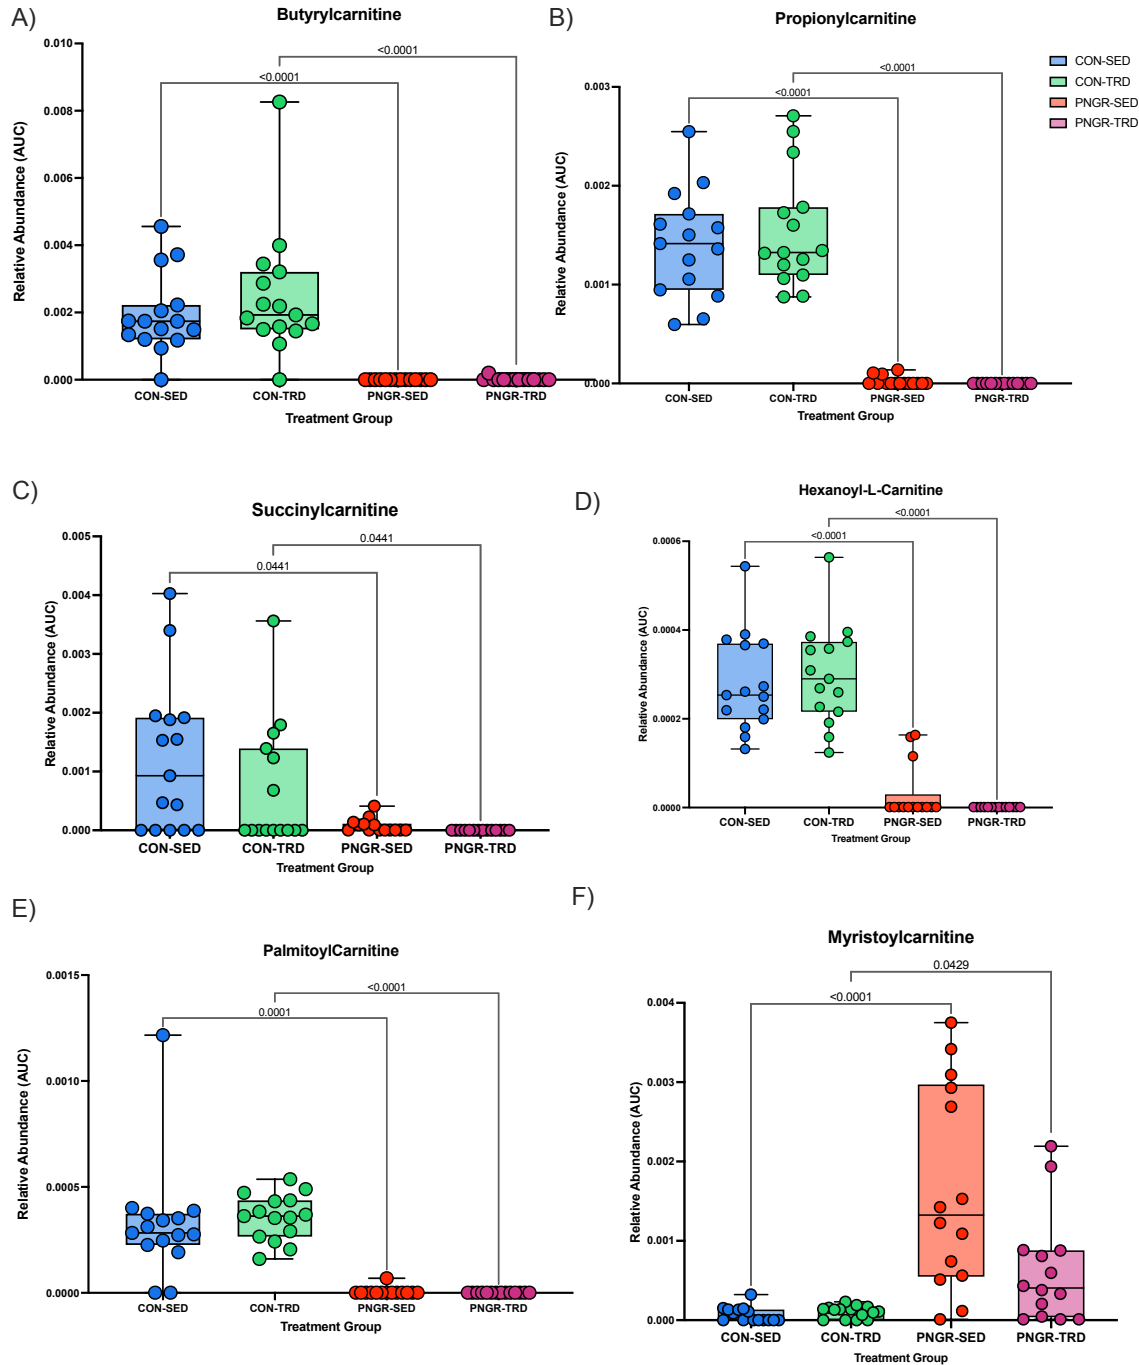 A)
Butyrylcarnitine
<0.0001
<0.0001
Relative Abundance (AUC)
0.010
0.008
0.006
0.004
0.002
0.000
CON-SED
CON-TRD
PNGR-SED
PNGR-TRD
Treatment Group
B)
Propionylcarnitine
<0.0001
<0.0001
Relative Abundance (AUC)
0.003
0.002
0.001
0.000
CON-SED
CON-TRD
PNGR-SED
PNGR-TRD
Treatment Group
CON-SED
CON-TRD
PNGR-SED
PNGR-TRD
C)
Succinylcarnitine
0.0441
0.0441
Relative Abundance (AUC)
0.005
0.004
0.003
0.002
0.001
0.000
CON-SED
CON-TRD
PNGR-SED
PNGR-TRD
Treatment Group
D)
Hexanoyl-L-Carnitine
<0.0001
<0.0001
Relative Abundance (AUC)
0.0006
0.0004
0.0002
0.0000
CON-SED
CON-TRD
PNGR-SED
PNGR-TRD
Treatment Group
E)
PalmitoylCarnitine
<0.0001
0.0001
Relative Abundance (AUC)
0.0015
0.0010
0.0005
0.0000
CON-SED
CON-TRD
PNGR-SED
PNGR-TRD
Treatment Group
F)
Myristoylcarnitine
0.0429
<0.0001
Relative Abundance (AUC)
0.004
0.003
0.002
0.001
0.000
CON-SED
CON-TRD
PNGR-SED
PNGR-TRD
Treatment Group